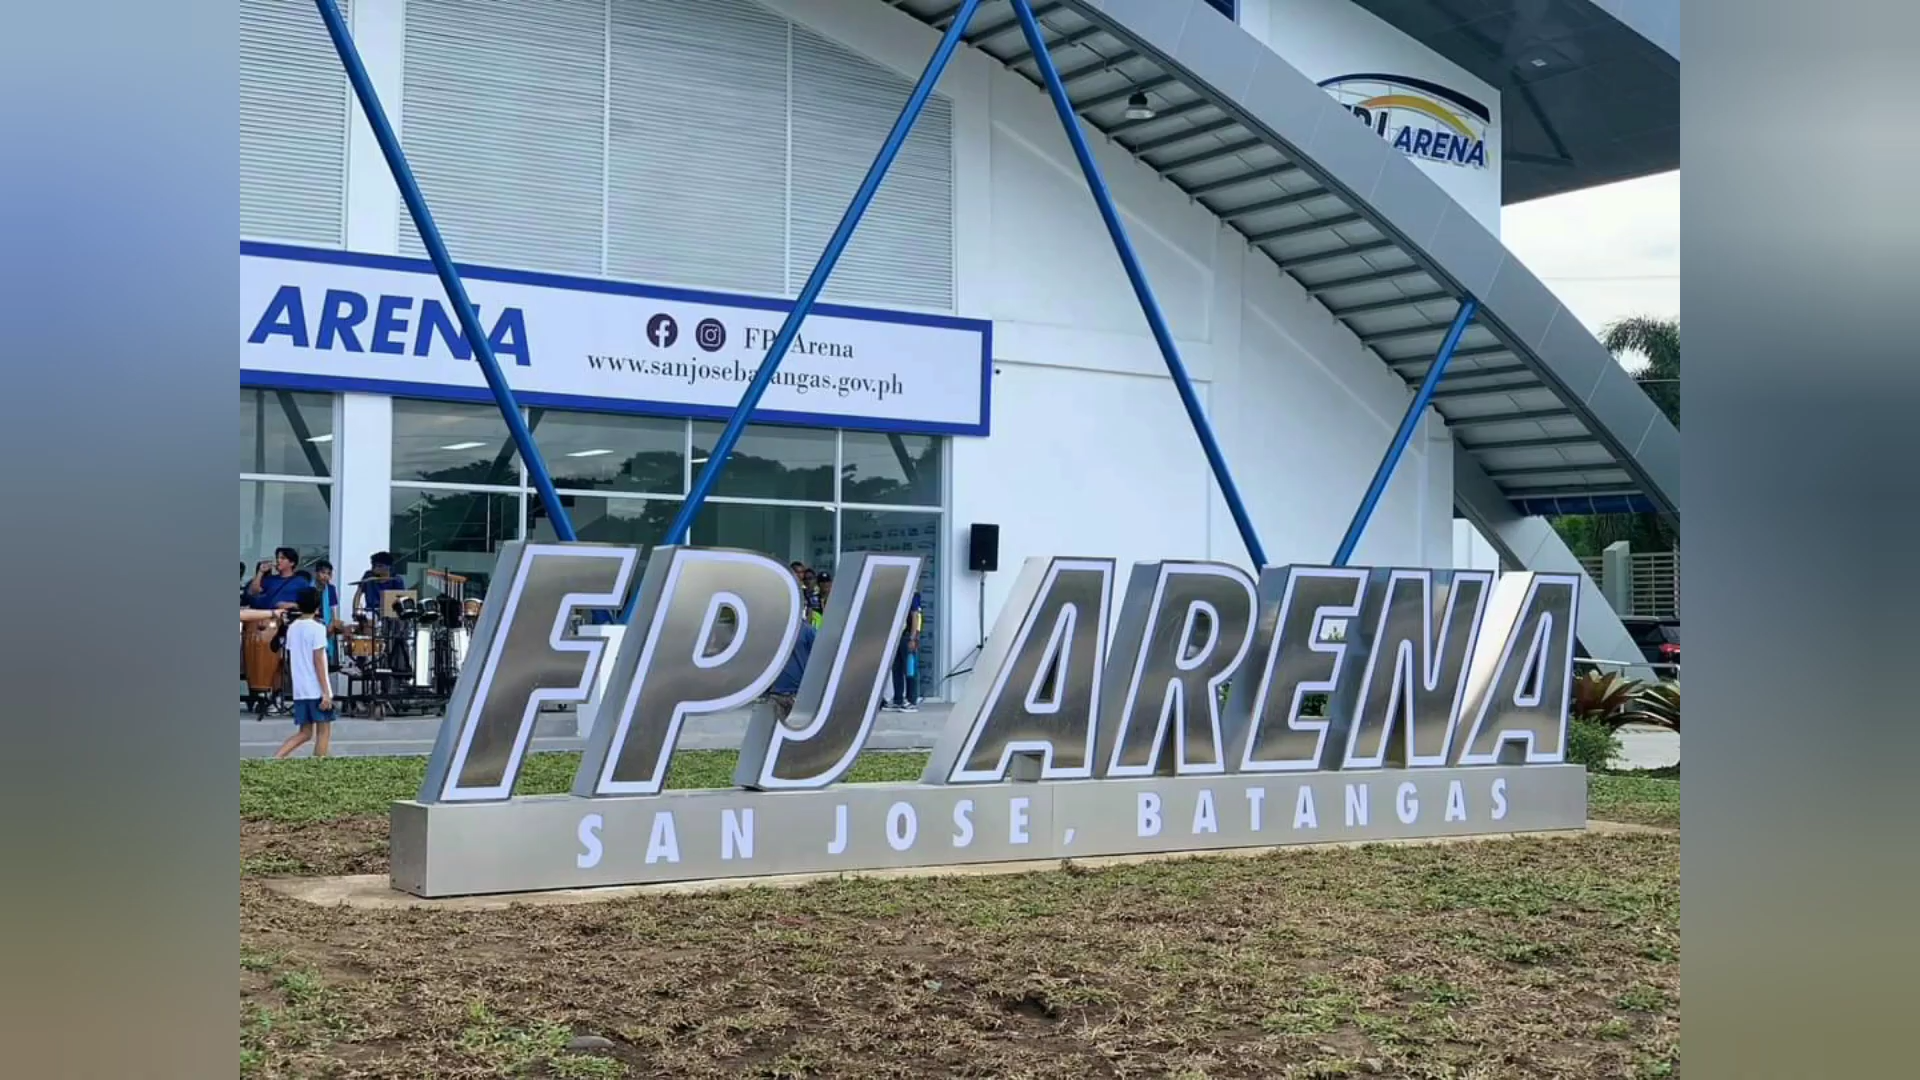 ARENA
ARENA
FPJ Arena
www.sanjosebatangas.gov.ph
FPJ ARENA
SAN JOSE, BATANGAS